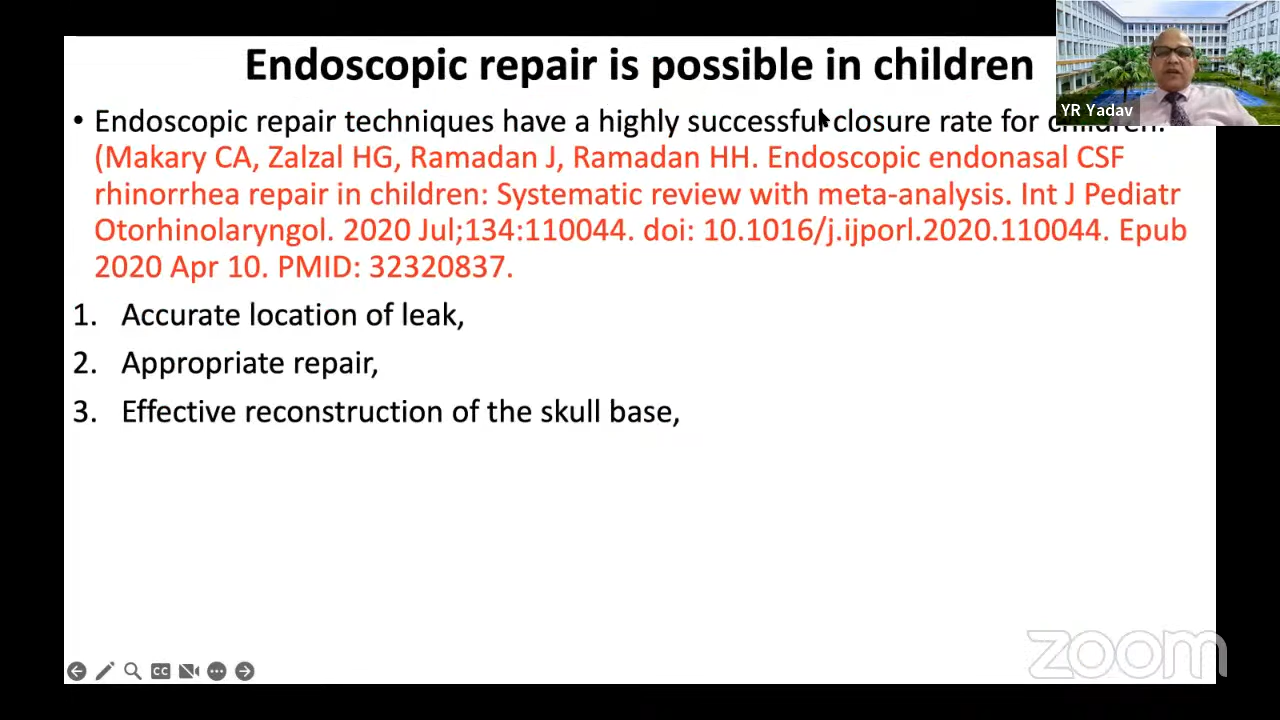 Endoscopic repair is possible in children
YR Yadav
• Endoscopic repair techniques have a highly successful closure rate for children.
(Makary CA, Zalzal HG, Ramadan J, Ramadan HH. Endoscopic endonasal CSF
rhinorrhea repair in children: Systematic review with meta-analysis. Int J Pediatr
Otorhinolaryngol. 2020 Jul;134:110044. doi: 10.1016/j.ijporl.2020.110044. Epub
2020 Apr 10. PMID: 32320837.
1. Accurate location of leak,
2. Appropriate repair,
3. Effective reconstruction of the skull base,
CC
zoom